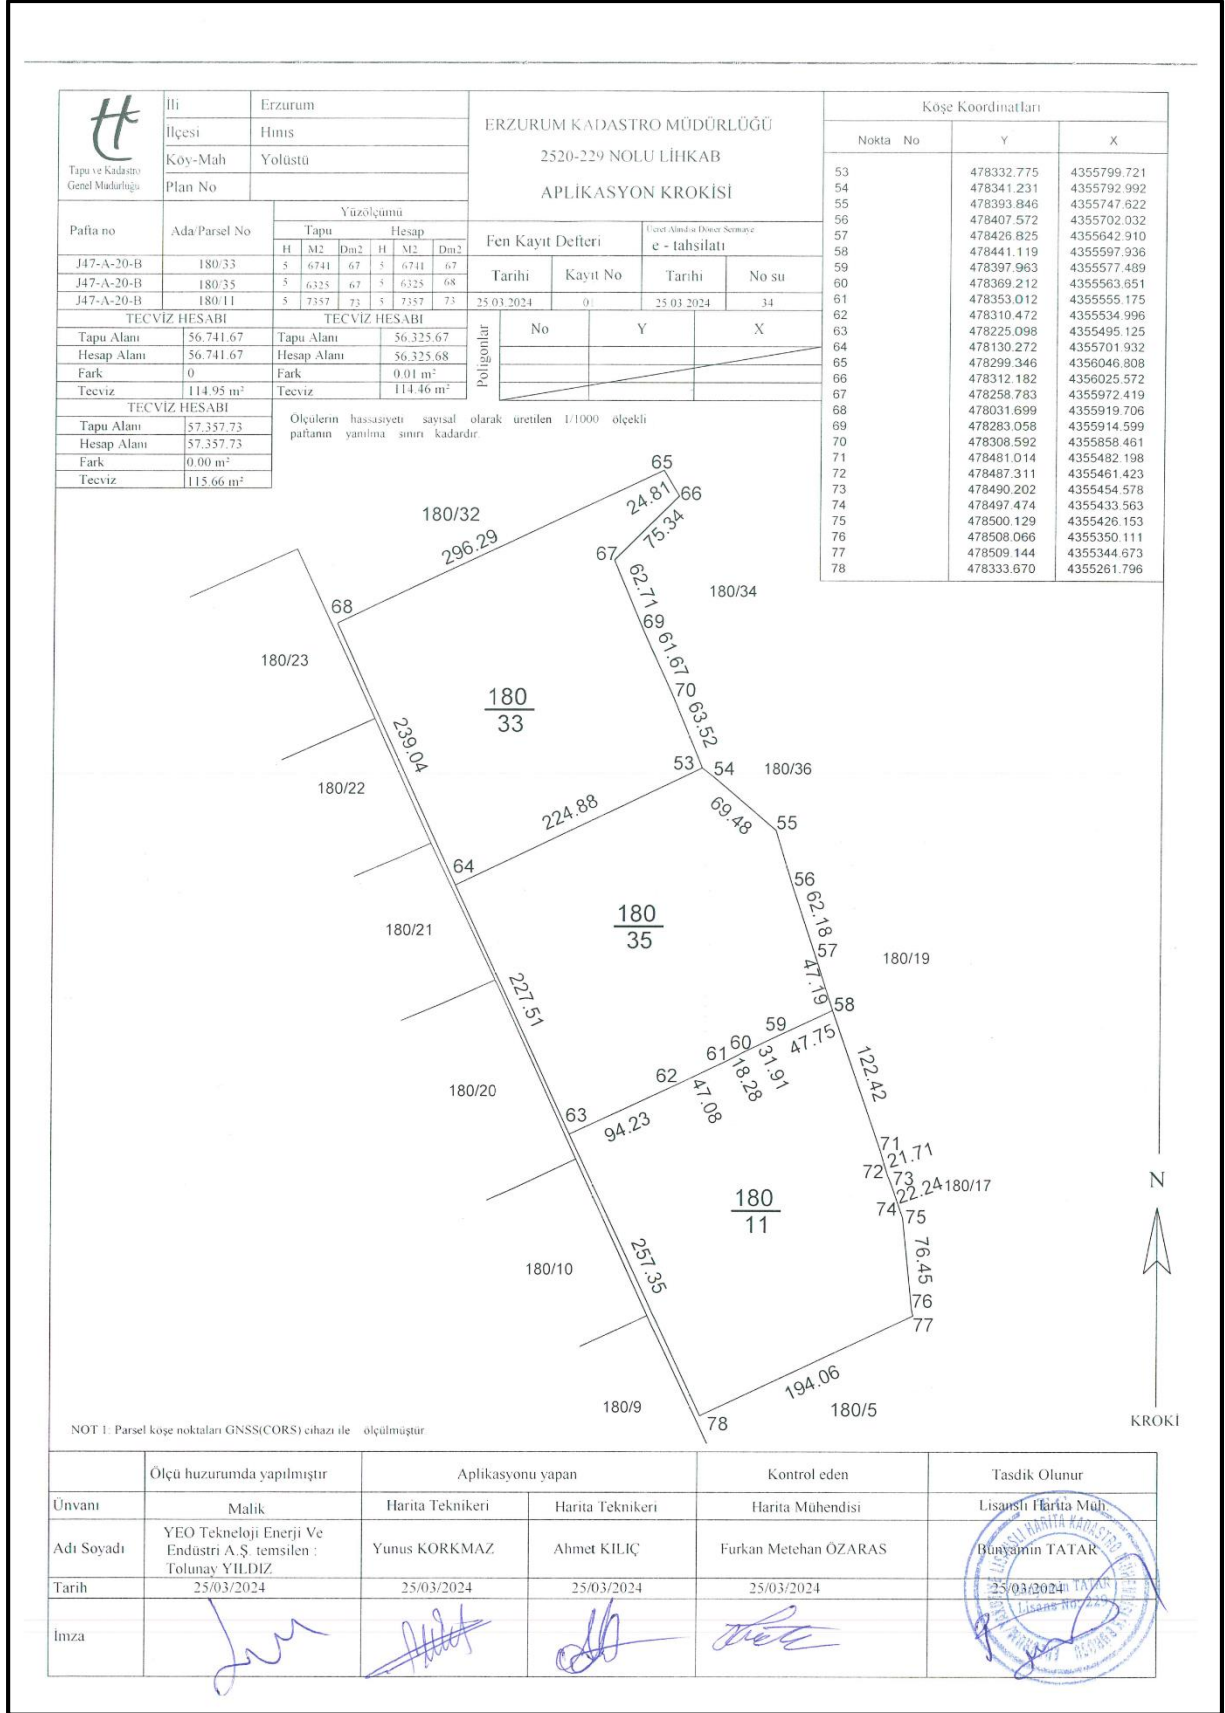 Tapu ve Kadastro
Genel Müdürlüğü
İli Erzurum
İlçesi Hınıs
Köy-Mah Yolüstü
Plan No
ERZURUM KADASTRO MÜDÜRLÜĞÜ
2520-229 NOLU LİHKAB
APLİKASYON KROKİSİ
Pafta no Ada/Parsel No Yüzölçümü
Tapu Hesap
H M2 Dm2 H M2 Dm2
J47-A-20-B 180/33 5 6741 67 5 6741 67
J47-A-20-B 180/35 5 6325 67 5 6325 68
J47-A-20-B 180/11 5 7357 73 5 7357 73
Fen Kayıt Defteri
e - tahsilatı
Tarihi Kayıt No Tarihi No su
25.03.2024 01 25.03.2024 34
Poligonlar No Y X
TECVİZ HESABI
Tapu Alanı 56.741.67
Hesap Alanı 56.741.67
Fark 0
Tecviz 114.95 m²
TECVİZ HESABI
Tapu Alanı 56.325.67
Hesap Alanı 56.325.68
Fark 0.01 m²
Tecviz 114.46 m²
TECVİZ HESABI
Tapu Alanı 57.357.73
Hesap Alanı 57.357.73
Fark 0.00 m²
Tecviz 115.66 m²
Ölçülerin hassasiyeti sayısal olarak üretilen 1/1000 ölçekli
paftanın yanılma sınırı kadardır.
Köşe Koordinatları
Nokta No Y X
53 478332.775 4355799.721
54 478341.231 4355792.992
55 478393.846 4355747.622
56 478407.572 4355702.032
57 478426.825 4355642.910
58 478441.119 4355597.936
59 478397.963 4355577.489
60 478369.212 4355563.651
61 478353.012 4355555.175
62 478310.472 4355534.996
63 478225.098 4355495.125
64 478130.272 4355701.932
65 478299.346 4356046.808
66 478312.182 4356025.572
67 478258.783 4355972.419
68 478031.699 4355919.706
69 478283.058 4355914.599
70 478308.592 4355858.461
71 478481.014 4355482.198
72 478487.311 4355461.423
73 478490.202 4355454.578
74 478497.474 4355433.563
75 478500.129 4355426.153
76 478508.066 4355350.111
77 478509.144 4355344.673
78 478333.670 4355261.796
65
24.81
66
180/32
296.29
75.34
67
62.71
180/34
68
69
61.67
180/23
70
180
33
63.52
239.04
53 54 180/36
180/22
224.88
69.48
55
64
56
62.18
180
35
180/21
57
180/19
47.19
227.51
58
59
47.75
60
31.91
61
18.28
62
47.08
122.42
180/20
63
94.23
71
21.71
72 73
22.24
180/17
74 75
180
11
N
257.35
76.45
180/10
76
77
194.06
180/9
180/5
78
KROKİ
NOT 1: Parsel köşe noktaları GNSS(CORS) cihazı ile ölçülmüştür
Ölçü huzurumda yapılmıştır Aplikasyonu yapan Kontrol eden Tasdik Olunur
Ünvanı Malik Harita Teknikeri Harita Teknikeri Harita Mühendisi Lisanslı Harita Müh.
Adı Soyadı YEO Tekneloji Enerji Ve
Endüstri A.Ş. temsilen :
Tolunay YILDIZ
Yunus KORKMAZ Ahmet KILIÇ Furkan Metehan ÖZARAS Bünyamin TATAR
Tarih 25/03/2024 25/03/2024 25/03/2024 25/03/2024 25/03/2024
İmza
Bünyamin TATAR
Lisans No: 229